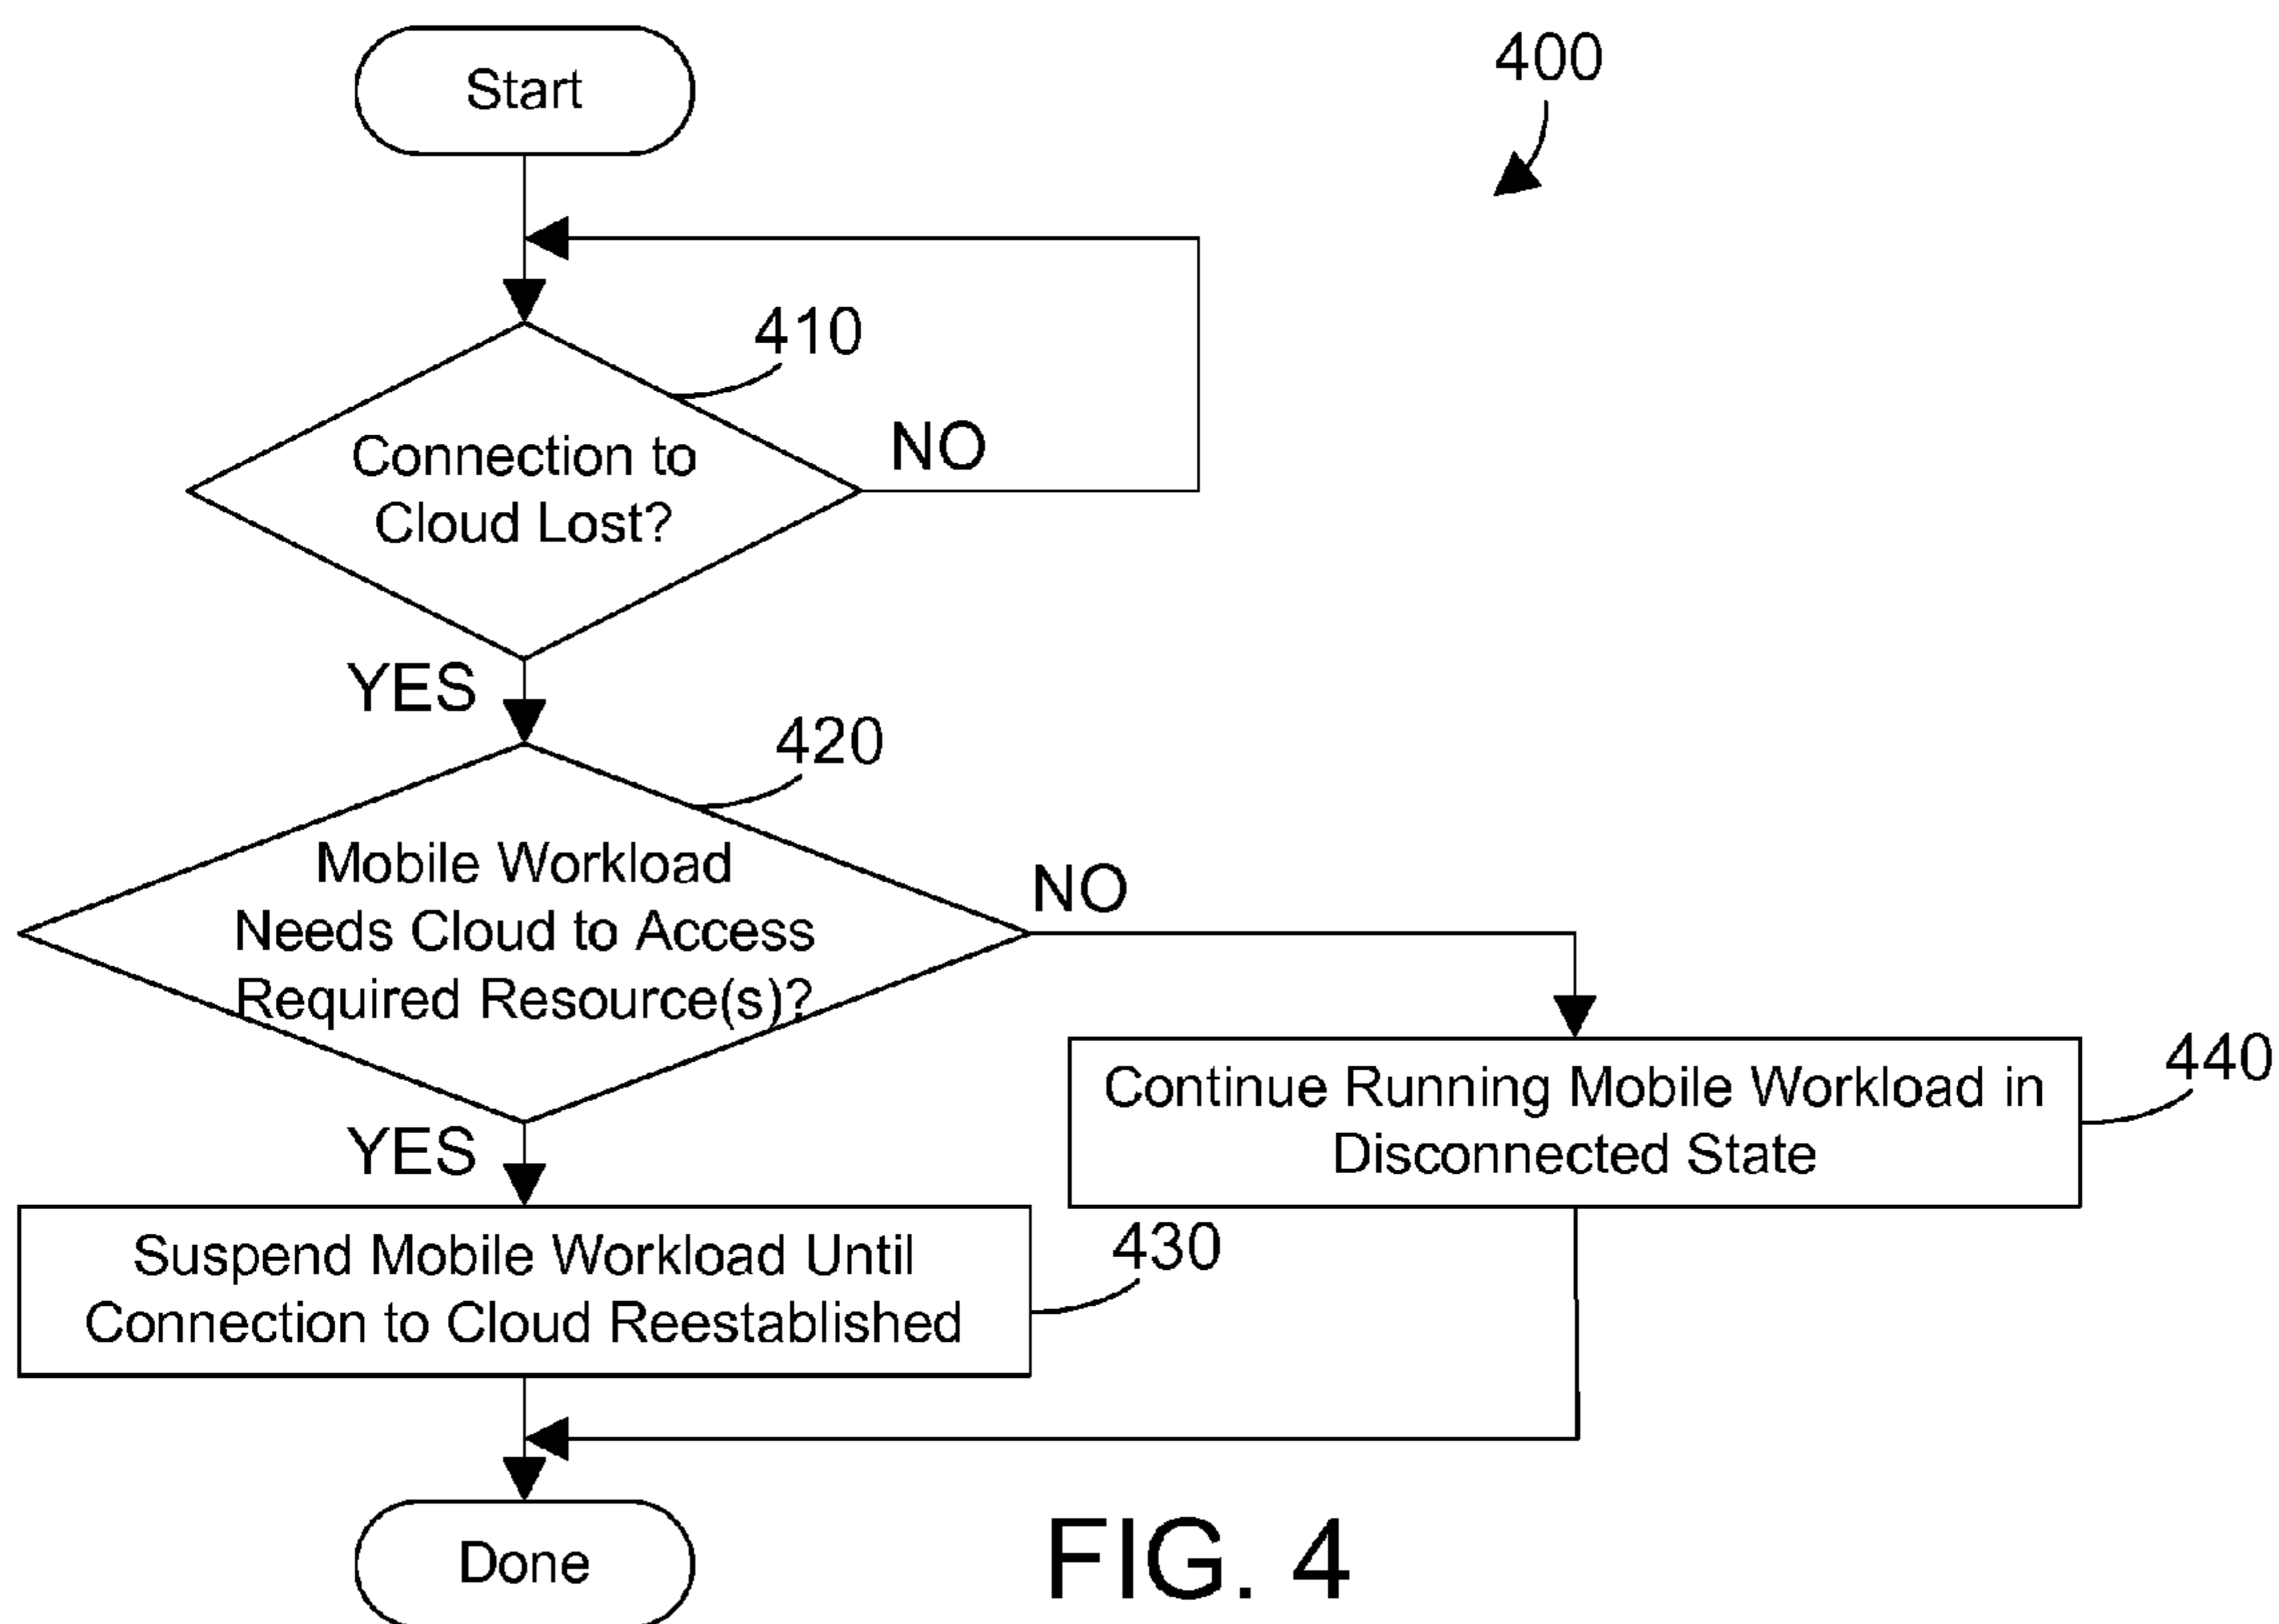 Start
400
410
Connection to
Cloud Lost?
NO
YES
420
Mobile Workload
Needs Cloud to Access
Required Resource(s)?
NO
YES
440
Continue Running Mobile Workload in
Disconnected State
430
Suspend Mobile Workload Until
Connection to Cloud Reestablished
Done
FIG. 4